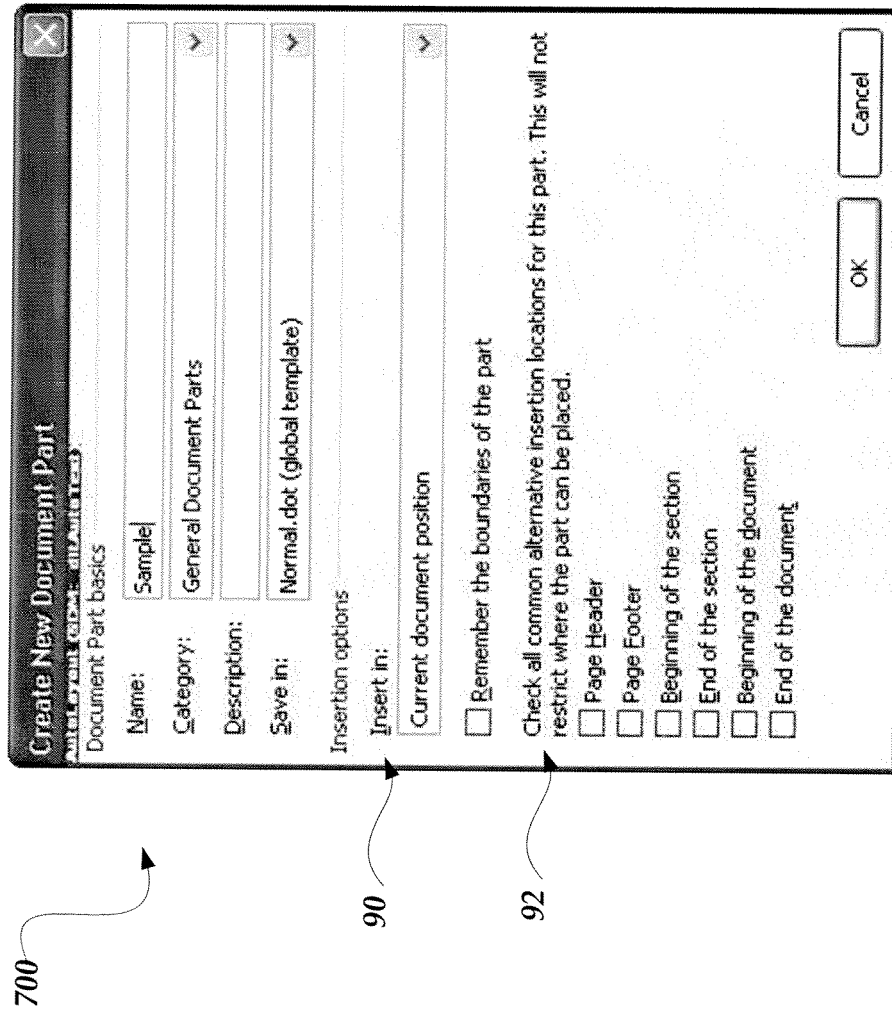 Create New Document Part
Document Part basics
Name: Sample
Category: General Document Parts
Description:
Save in: Normal.dot (global template)
Insertion options
Insert in:
Current document position
Remember the boundaries of the part
Check all common alternative insertion locations for this part. This will not
restrict where the part can be placed.
Page Header
Page Footer
Beginning of the section
End of the section
Beginning of the document
End of the document
OK Cancel
700
90
92